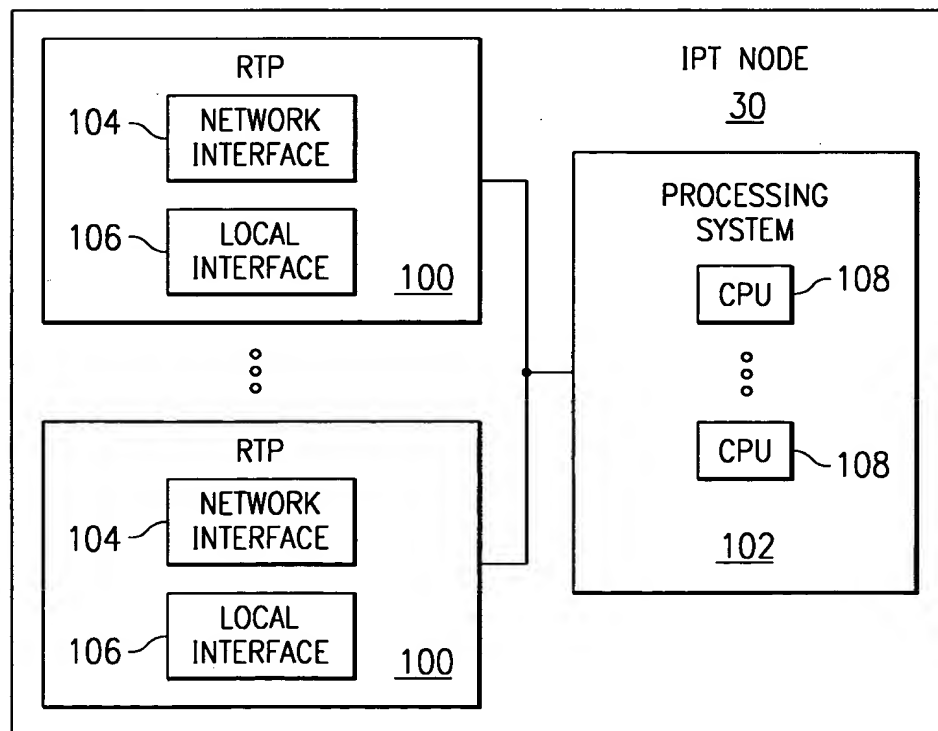 RTP
104
NETWORK
INTERFACE
106
LOCAL
INTERFACE
100
RTP
104
NETWORK
INTERFACE
106
LOCAL
INTERFACE
100
IPT NODE
30
PROCESSING
SYSTEM
CPU
108
CPU
108
102